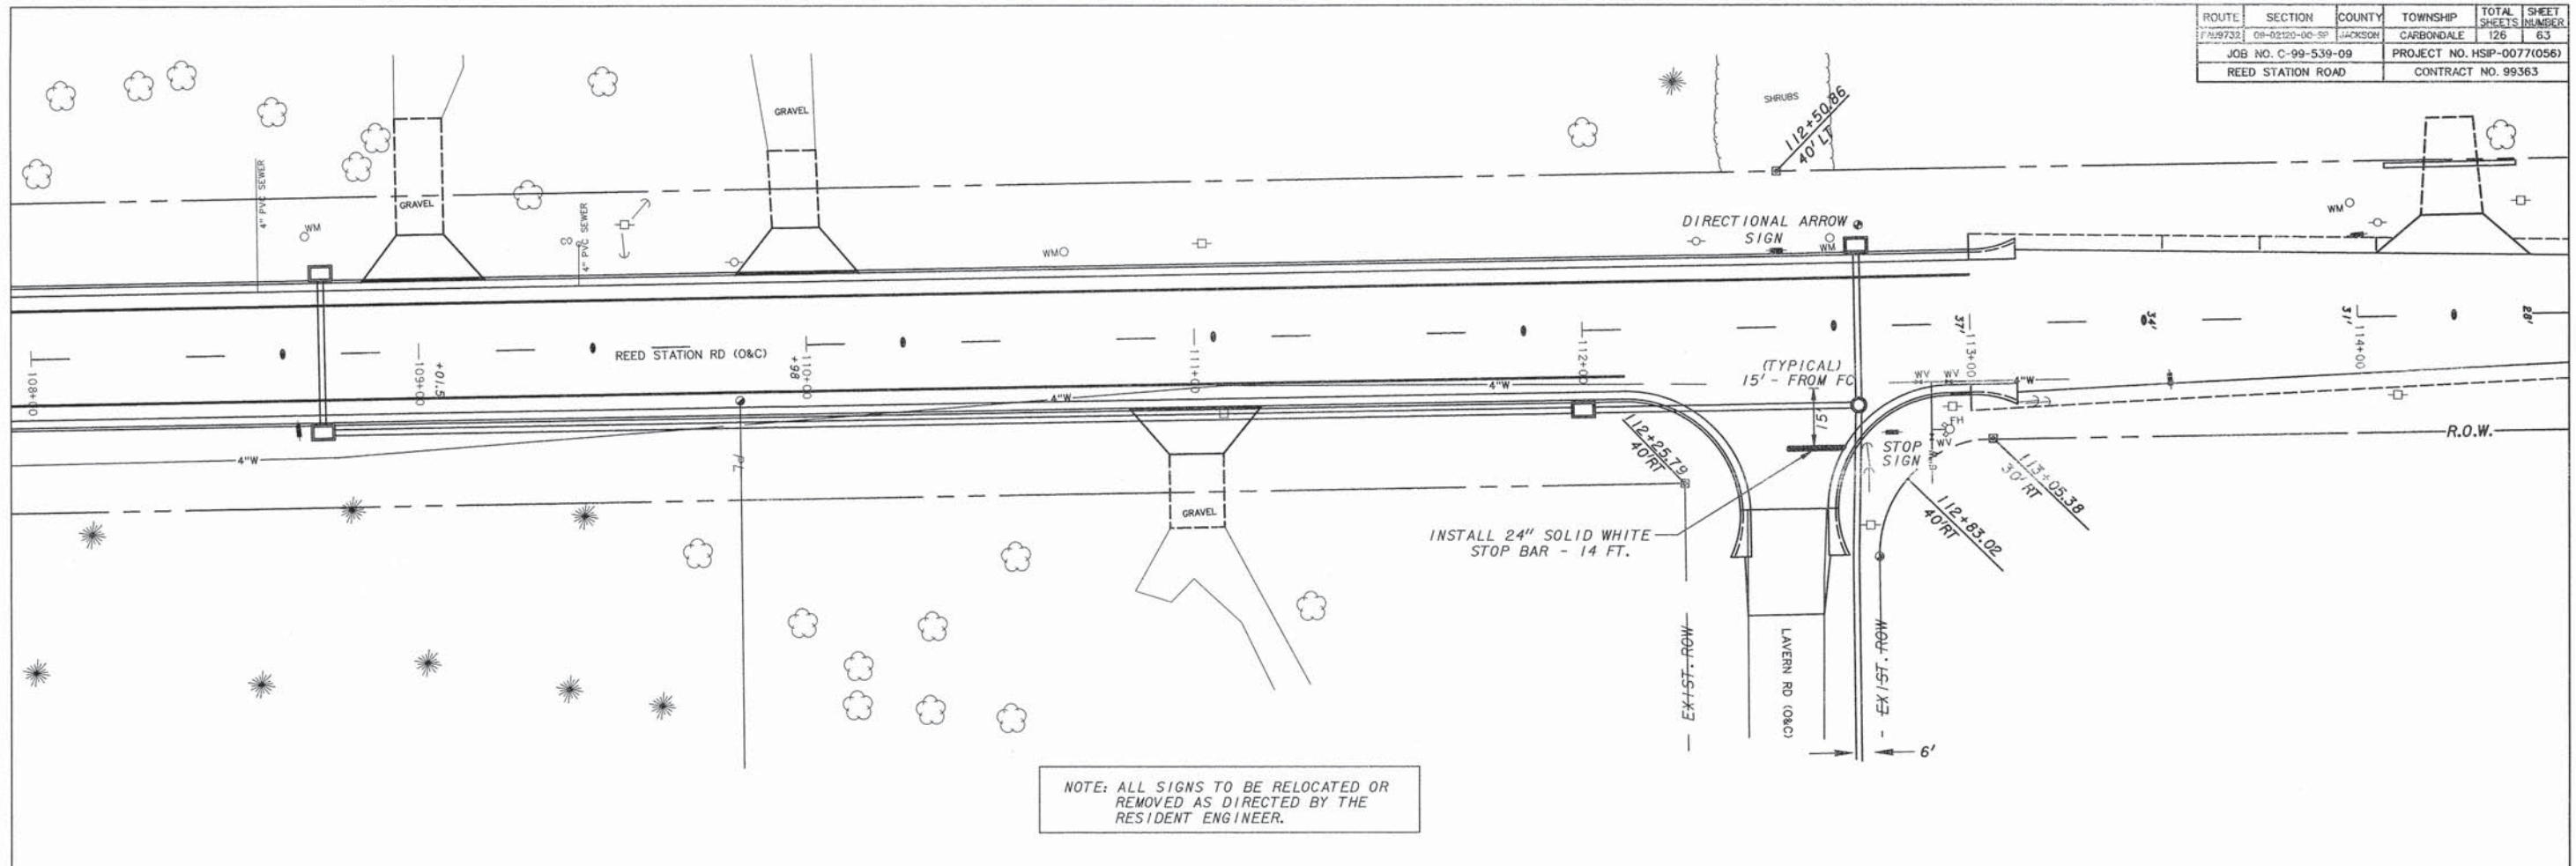 ROUTE SECTION COUNTY TOWNSHIP TOTAL SHEETS SHEET NUMBER
FAU9732 09-02120-00-SP JACKSON CARBONDALE 126 63
JOB NO. C-99-539-09 PROJECT NO. HSIP-0077(056)
REED STATION ROAD CONTRACT NO. 99363
GRAVEL
SHRUBS
112+50.86
40' LT
4" PVC SEWER
WM
GRAVEL
CO
4" PVC SEWER
WM
DIRECTIONAL ARROW
SIGN
WM
WM
REED STATION RD (O&C)
108+00
109+00
+01.5
+98
110+00
111+00
112+00
37'
113+00
34'
31'
114+00
28'
(TYPICAL)
15' - FROM FC
15'
4"W
4"W
4"W
WV
WV
4"W
FH
WV
STOP
SIGN
R.O.W.
12+25.79
40'RT
113+05.38
30' RT
112+83.02
40'RT
GRAVEL
INSTALL 24" SOLID WHITE
STOP BAR - 14 FT.
EXIST. ROW
LAVERN RD (O&C)
EXIST. ROW
6'
NOTE: ALL SIGNS TO BE RELOCATED OR
REMOVED AS DIRECTED BY THE
RESIDENT ENGINEER.